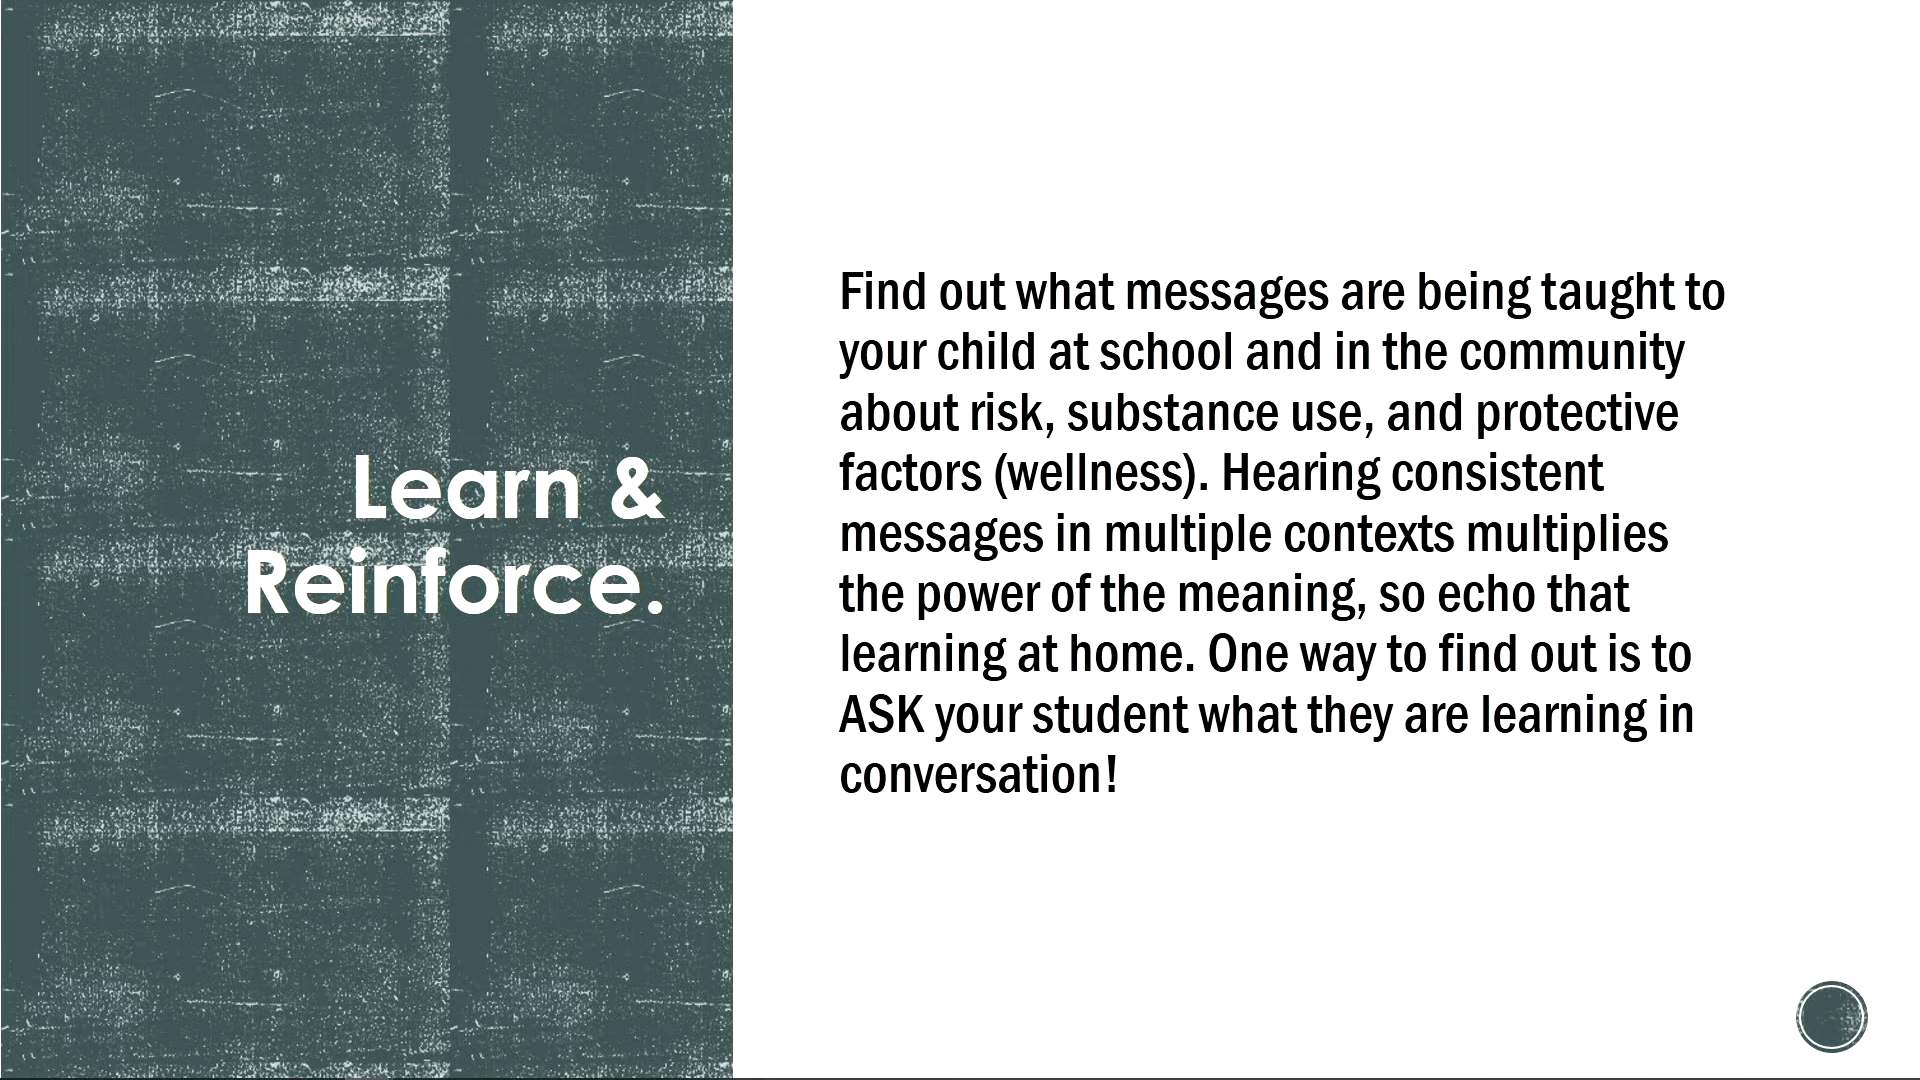 Learn &
Reinforce.
Find out what messages are being taught to
your child at school and in the community
about risk, substance use, and protective
factors (wellness). Hearing consistent
messages in multiple contexts multiplies
the power of the meaning, so echo that
learning at home. One way to find out is to
ASK your student what they are learning in
conversation!